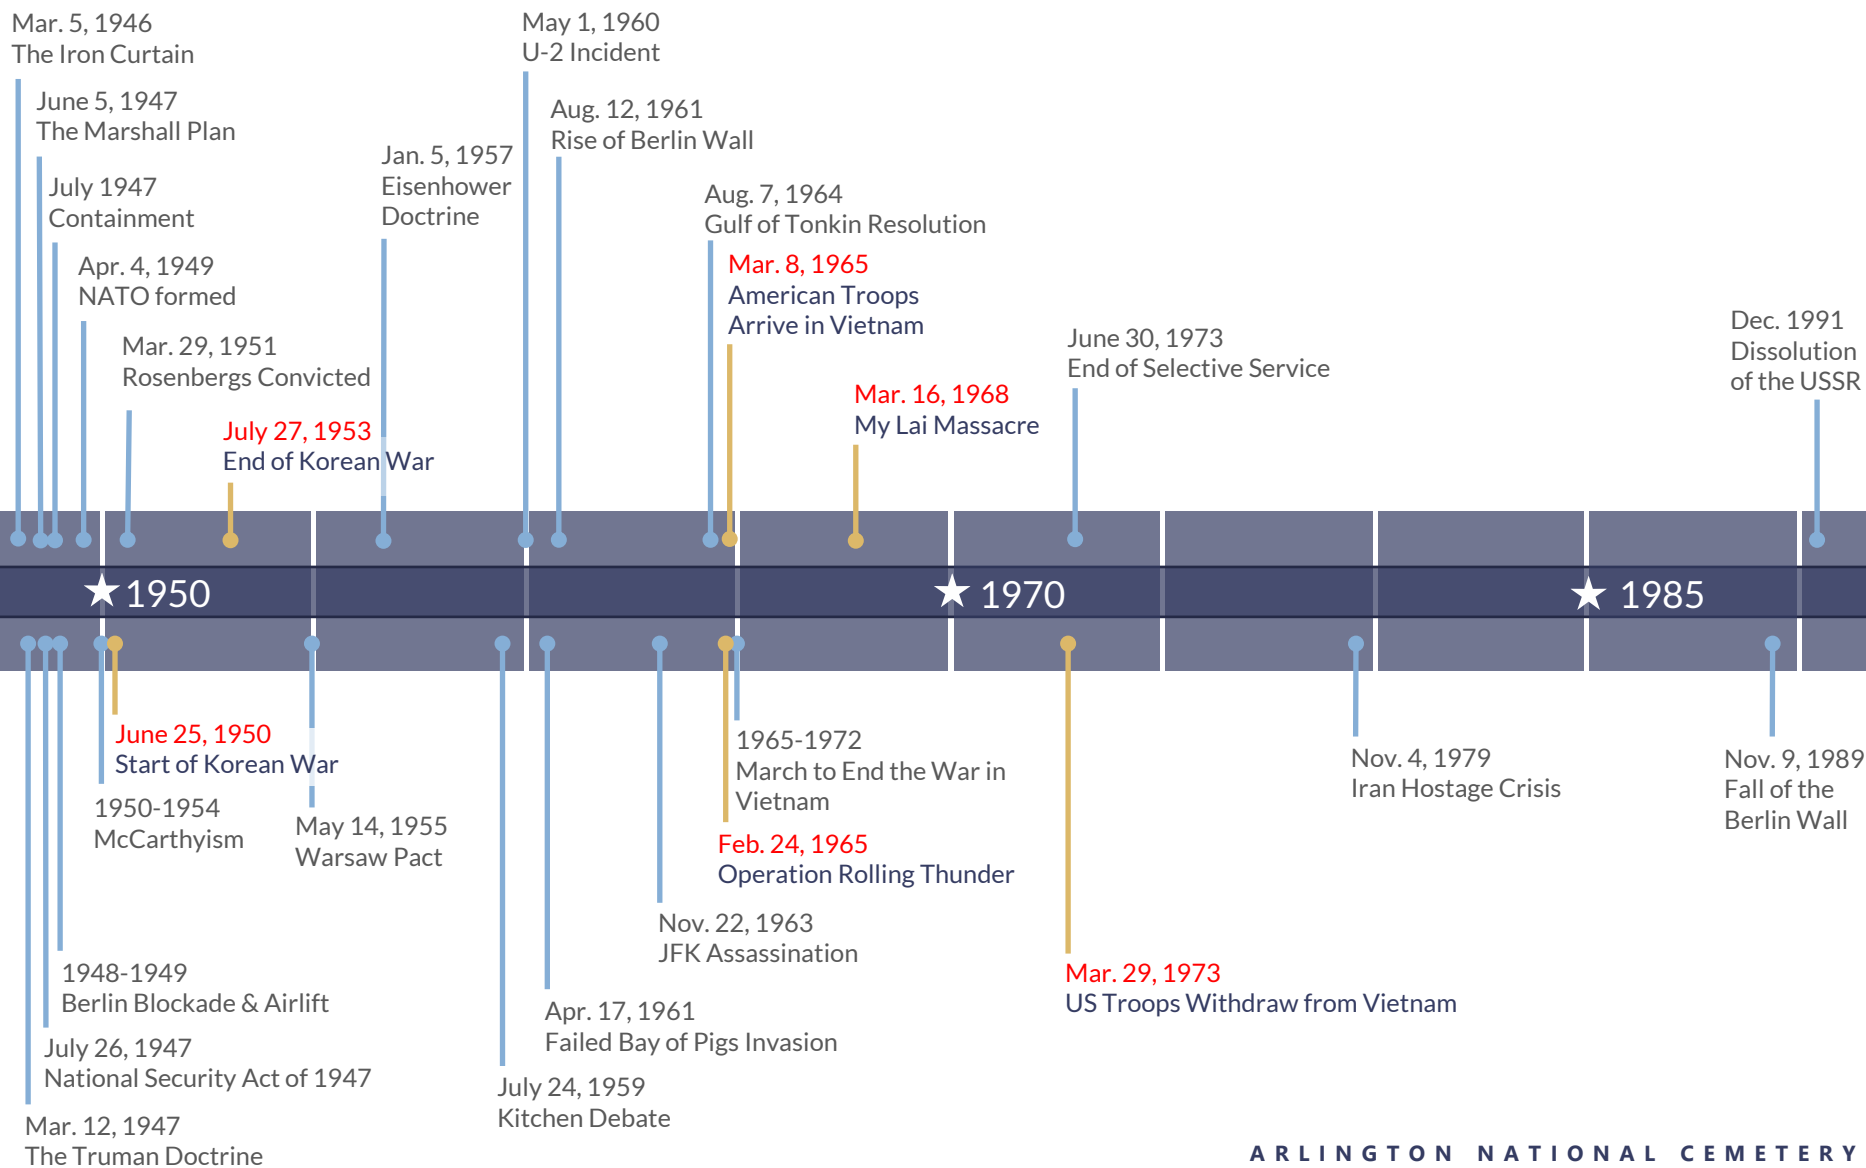 Mar. 5, 1946
The Iron Curtain
June 5, 1947
The Marshall Plan
July 1947
Containment
Apr. 4, 1949
NATO formed
Mar. 29, 1951
Rosenbergs Convicted
July 27, 1953
End of Korean War
Jan. 5, 1957
Eisenhower
Doctrine
May 1, 1960
U-2 Incident
Aug. 12, 1961
Rise of Berlin Wall
Aug. 7, 1964
Gulf of Tonkin Resolution
Mar. 8, 1965
American Troops
Arrive in Vietnam
Mar. 16, 1968
My Lai Massacre
June 30, 1973
End of Selective Service
Dec. 1991
Dissolution
of the USSR
1950
1970
1985
June 25, 1950
Start of Korean War
1950-1954
McCarthyism
May 14, 1955
Warsaw Pact
1948-1949
Berlin Blockade & Airlift
July 26, 1947
National Security Act of 1947
Mar. 12, 1947
The Truman Doctrine
July 24, 1959
Kitchen Debate
Apr. 17, 1961
Failed Bay of Pigs Invasion
Nov. 22, 1963
JFK Assassination
1965-1972
March to End the War in
Vietnam
Feb. 24, 1965
Operation Rolling Thunder
Mar. 29, 1973
US Troops Withdraw from Vietnam
Nov. 4, 1979
Iran Hostage Crisis
Nov. 9, 1989
Fall of the
Berlin Wall
ARLINGTON NATIONAL CEMETERY